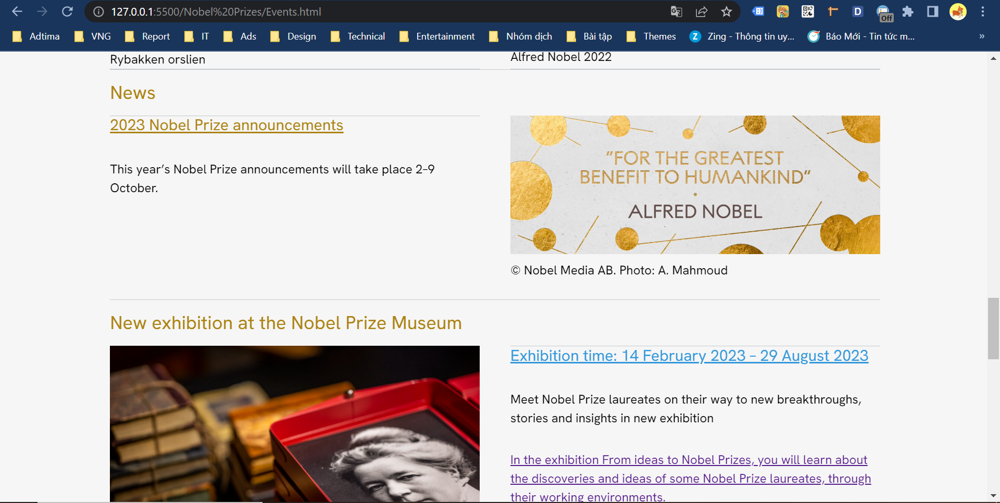 127.0.0.1:5500/Nobel%20Prizes/Events.html
Off
Adtima VNG Report IT Ads Design Technical Entertainment Nhóm dịch Bài tập Themes Zing - Thông tin uy... Báo Mới - Tin tức m... »
Rybakken orslien
Alfred Nobel 2022
News
2023 Nobel Prize announcements
This year’s Nobel Prize announcements will take place 2–9
October.
“FOR THE GREATEST
BENEFIT TO HUMANKIND”
ALFRED NOBEL
© Nobel Media AB. Photo: A. Mahmoud
New exhibition at the Nobel Prize Museum
Exhibition time: 14 February 2023 – 29 August 2023
Meet Nobel Prize laureates on their way to new breakthroughs,
stories and insights in new exhibition
In the exhibition From ideas to Nobel Prizes, you will learn about
the discoveries and ideas of some Nobel Prize laureates, through
their working environments.